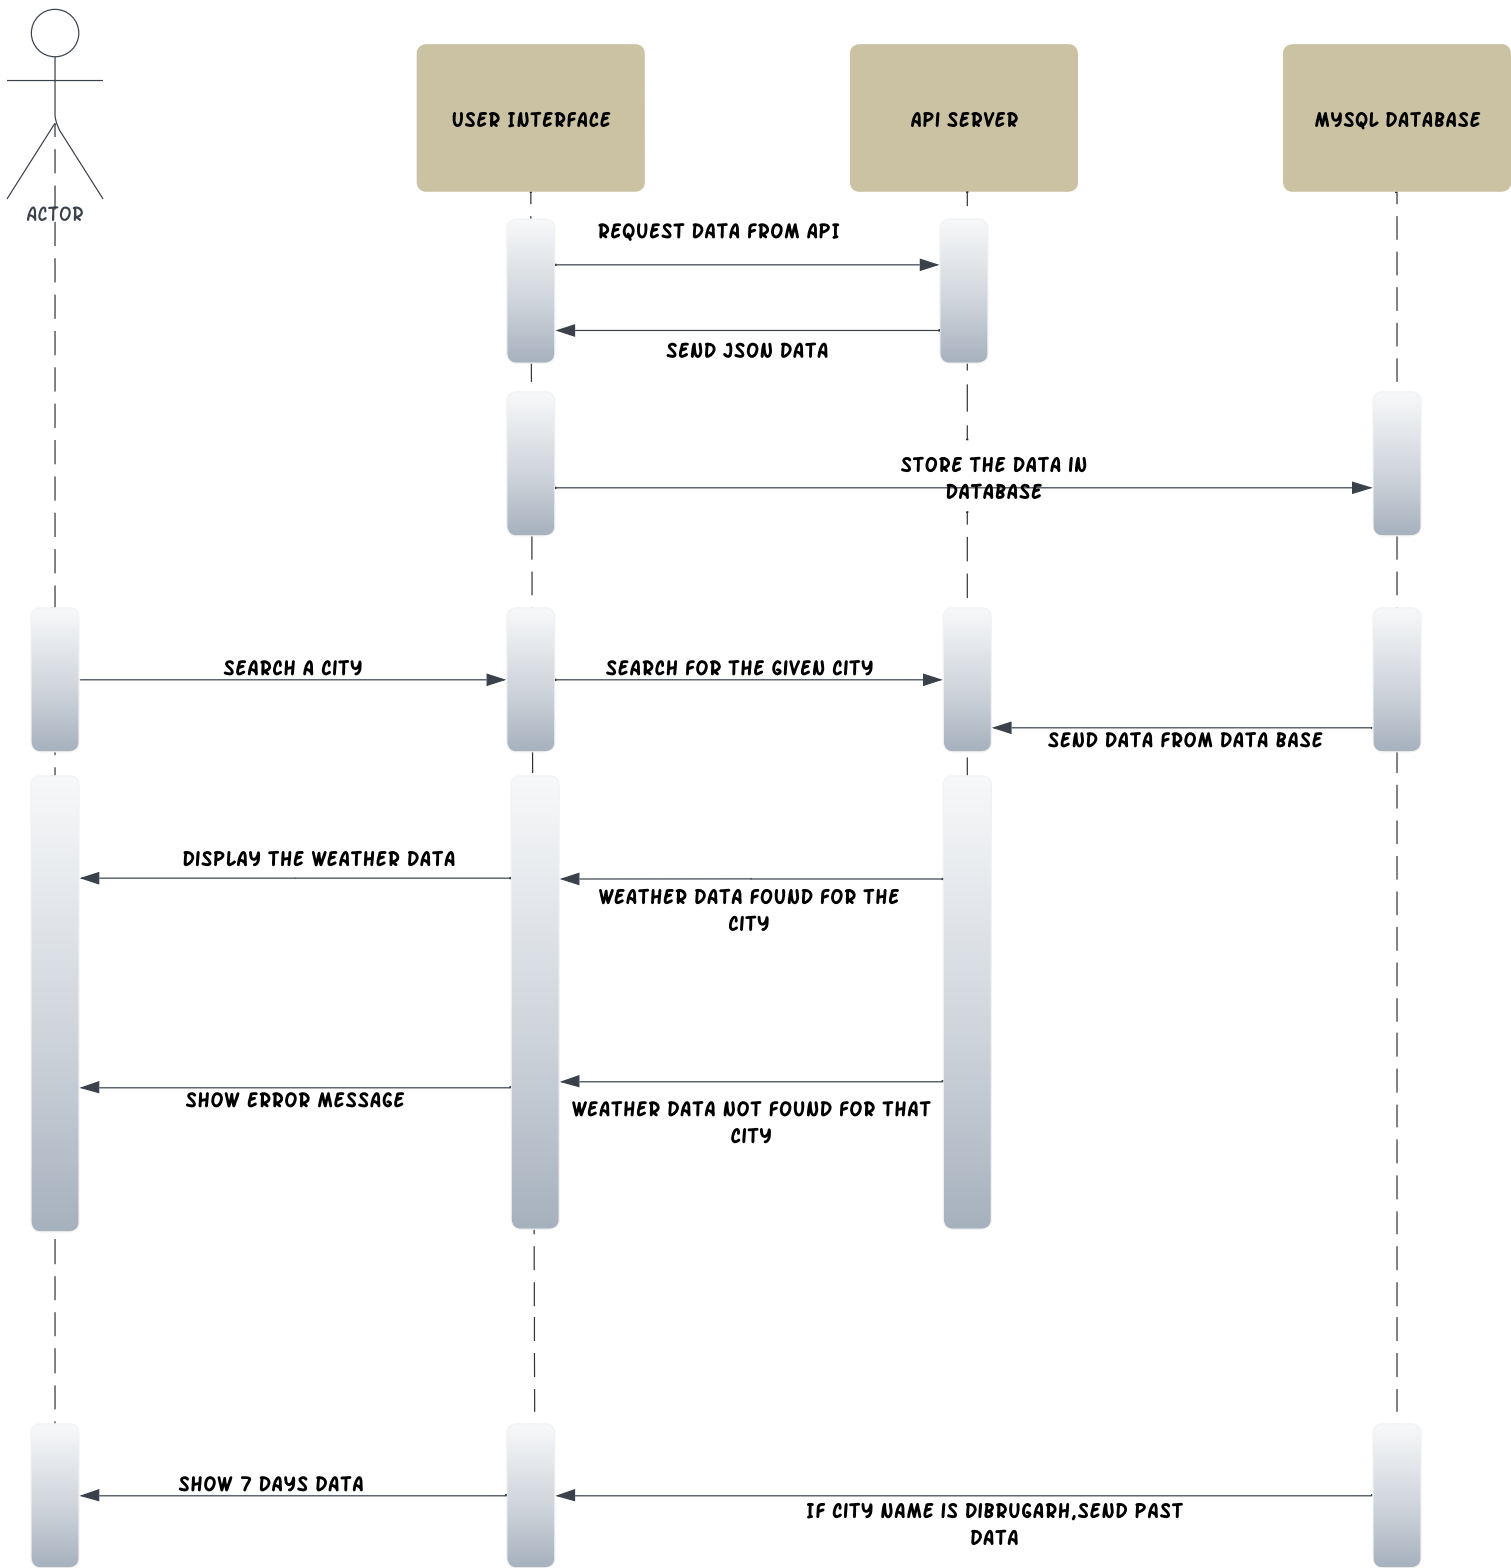 ACTOR
USER INTERFACE
API SERVER
MYSQL DATABASE
REQUEST DATA FROM API
SEND JSON DATA
STORE THE DATA IN
DATABASE
SEARCH A CITY
SEARCH FOR THE GIVEN CITY
SEND DATA FROM DATA BASE
DISPLAY THE WEATHER DATA
WEATHER DATA FOUND FOR THE
CITY
SHOW ERROR MESSAGE
WEATHER DATA NOT FOUND FOR THAT
CITY
SHOW 7 DAYS DATA
IF CITY NAME IS DIBRUGARH,SEND PAST
DATA